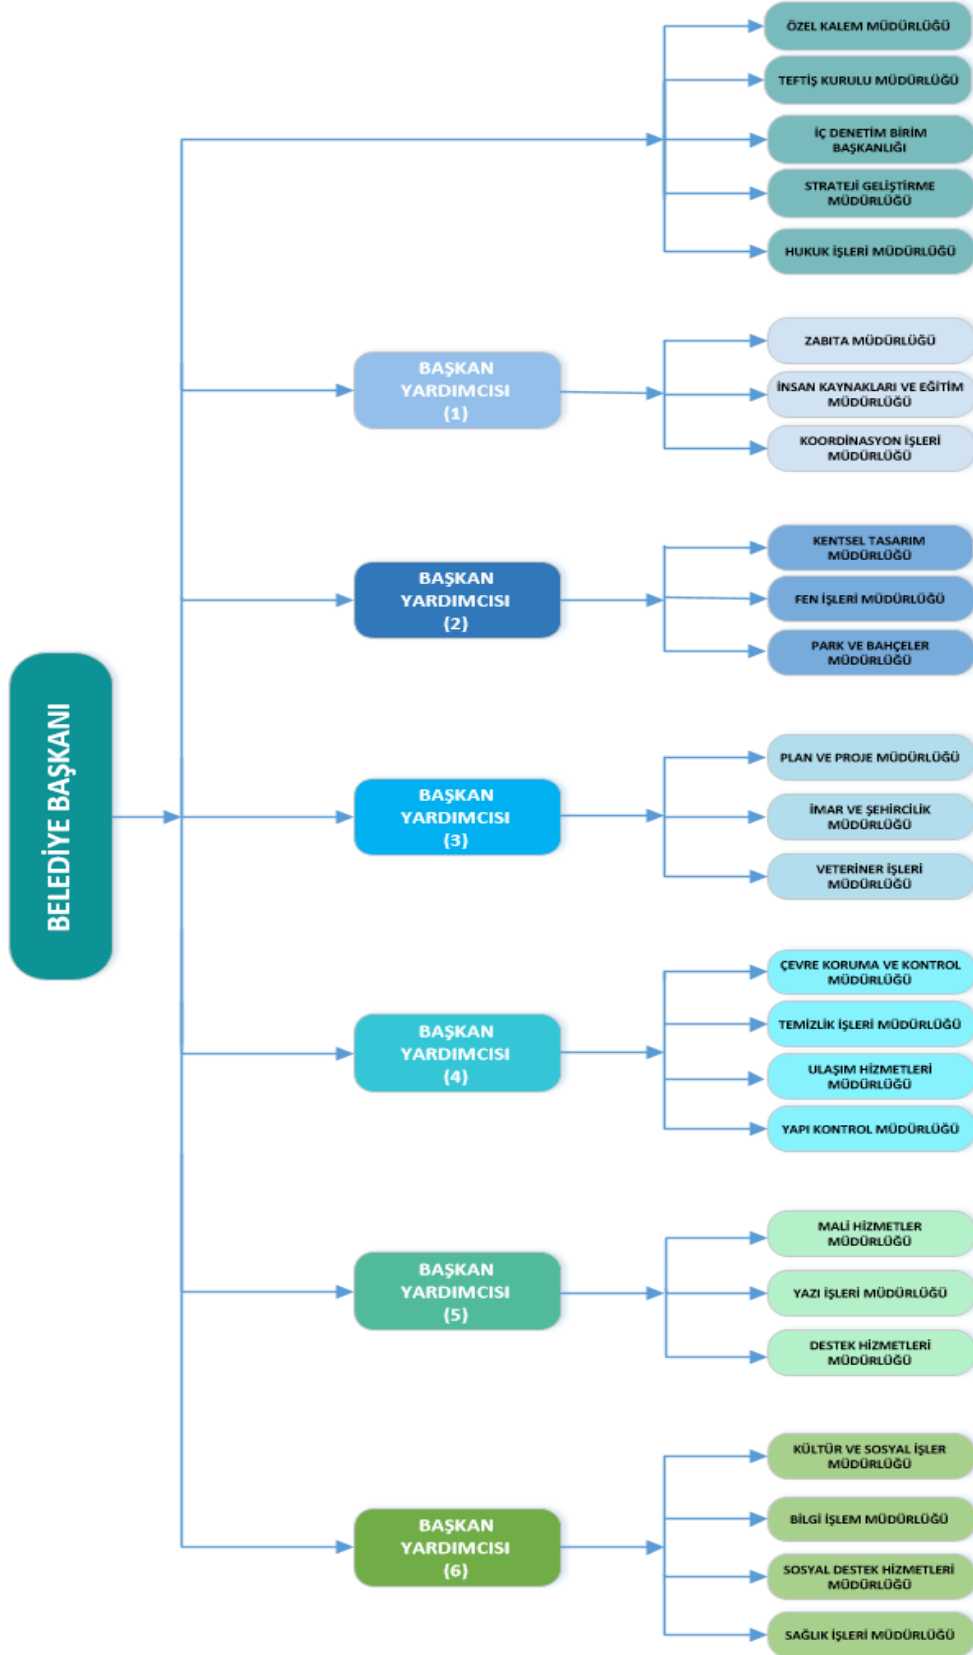 BELEDİYE BAŞKANI
ÖZEL KALEM MÜDÜRLÜĞÜ
TEFTİŞ KURULU MÜDÜRLÜĞÜ
İÇ DENETİM BİRİM
BAŞKANLIĞI
STRATEJİ GELİŞTİRME
MÜDÜRLÜĞÜ
HUKUK İŞLERİ MÜDÜRLÜĞÜ
BAŞKAN
YARDIMCISI
(1)
ZABITA MÜDÜRLÜĞÜ
İNSAN KAYNAKLARI VE EĞİTİM
MÜDÜRLÜĞÜ
KOORDİNASYON İŞLERİ
MÜDÜRLÜĞÜ
BAŞKAN
YARDIMCISI
(2)
KENTSEL TASARIM
MÜDÜRLÜĞÜ
FEN İŞLERİ MÜDÜRLÜĞÜ
PARK VE BAHÇELER
MÜDÜRLÜĞÜ
BAŞKAN
YARDIMCISI
(3)
PLAN VE PROJE MÜDÜRLÜĞÜ
İMAR VE ŞEHİRCİLİK
MÜDÜRLÜĞÜ
VETERİNER İŞLERİ
MÜDÜRLÜĞÜ
BAŞKAN
YARDIMCISI
(4)
ÇEVRE KORUMA VE KONTROL
MÜDÜRLÜĞÜ
TEMİZLİK İŞLERİ MÜDÜRLÜĞÜ
ULAŞIM HİZMETLERİ
MÜDÜRLÜĞÜ
YAPI KONTROL MÜDÜRLÜĞÜ
BAŞKAN
YARDIMCISI
(5)
MALİ HİZMETLER
MÜDÜRLÜĞÜ
YAZI İŞLERİ MÜDÜRLÜĞÜ
DESTEK HİZMETLERİ
MÜDÜRLÜĞÜ
BAŞKAN
YARDIMCISI
(6)
KÜLTÜR VE SOSYAL İŞLER
MÜDÜRLÜĞÜ
BİLGİ İŞLEM MÜDÜRLÜĞÜ
SOSYAL DESTEK HİZMETLERİ
MÜDÜRLÜĞÜ
SAĞLIK İŞLERİ MÜDÜRLÜĞÜ